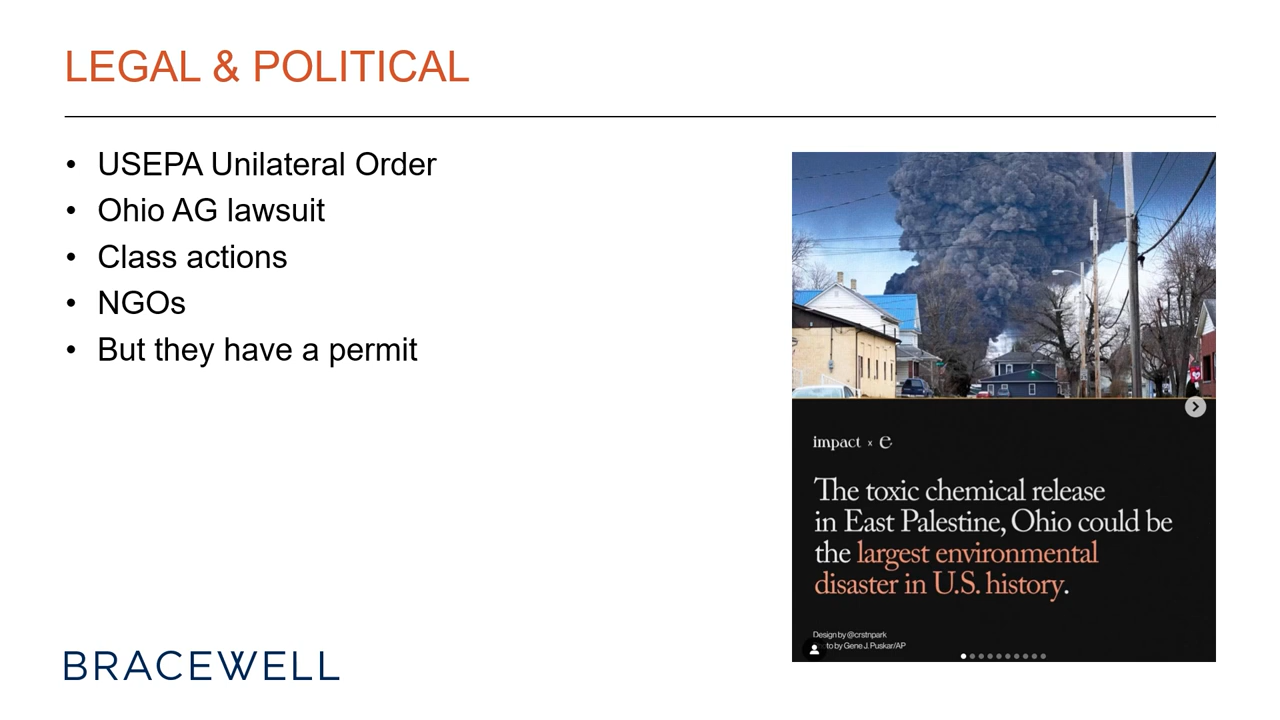 LEGAL & POLITICAL
• USEPA Unilateral Order
• Ohio AG lawsuit
• Class actions
• NGOs
• But they have a permit
impact x e
The toxic chemical release
in East Palestine, Ohio could be
the largest environmental
disaster in U.S. history.
Design by @crstnpark
to by Gene J. Puskar/AP
BRACEWELL